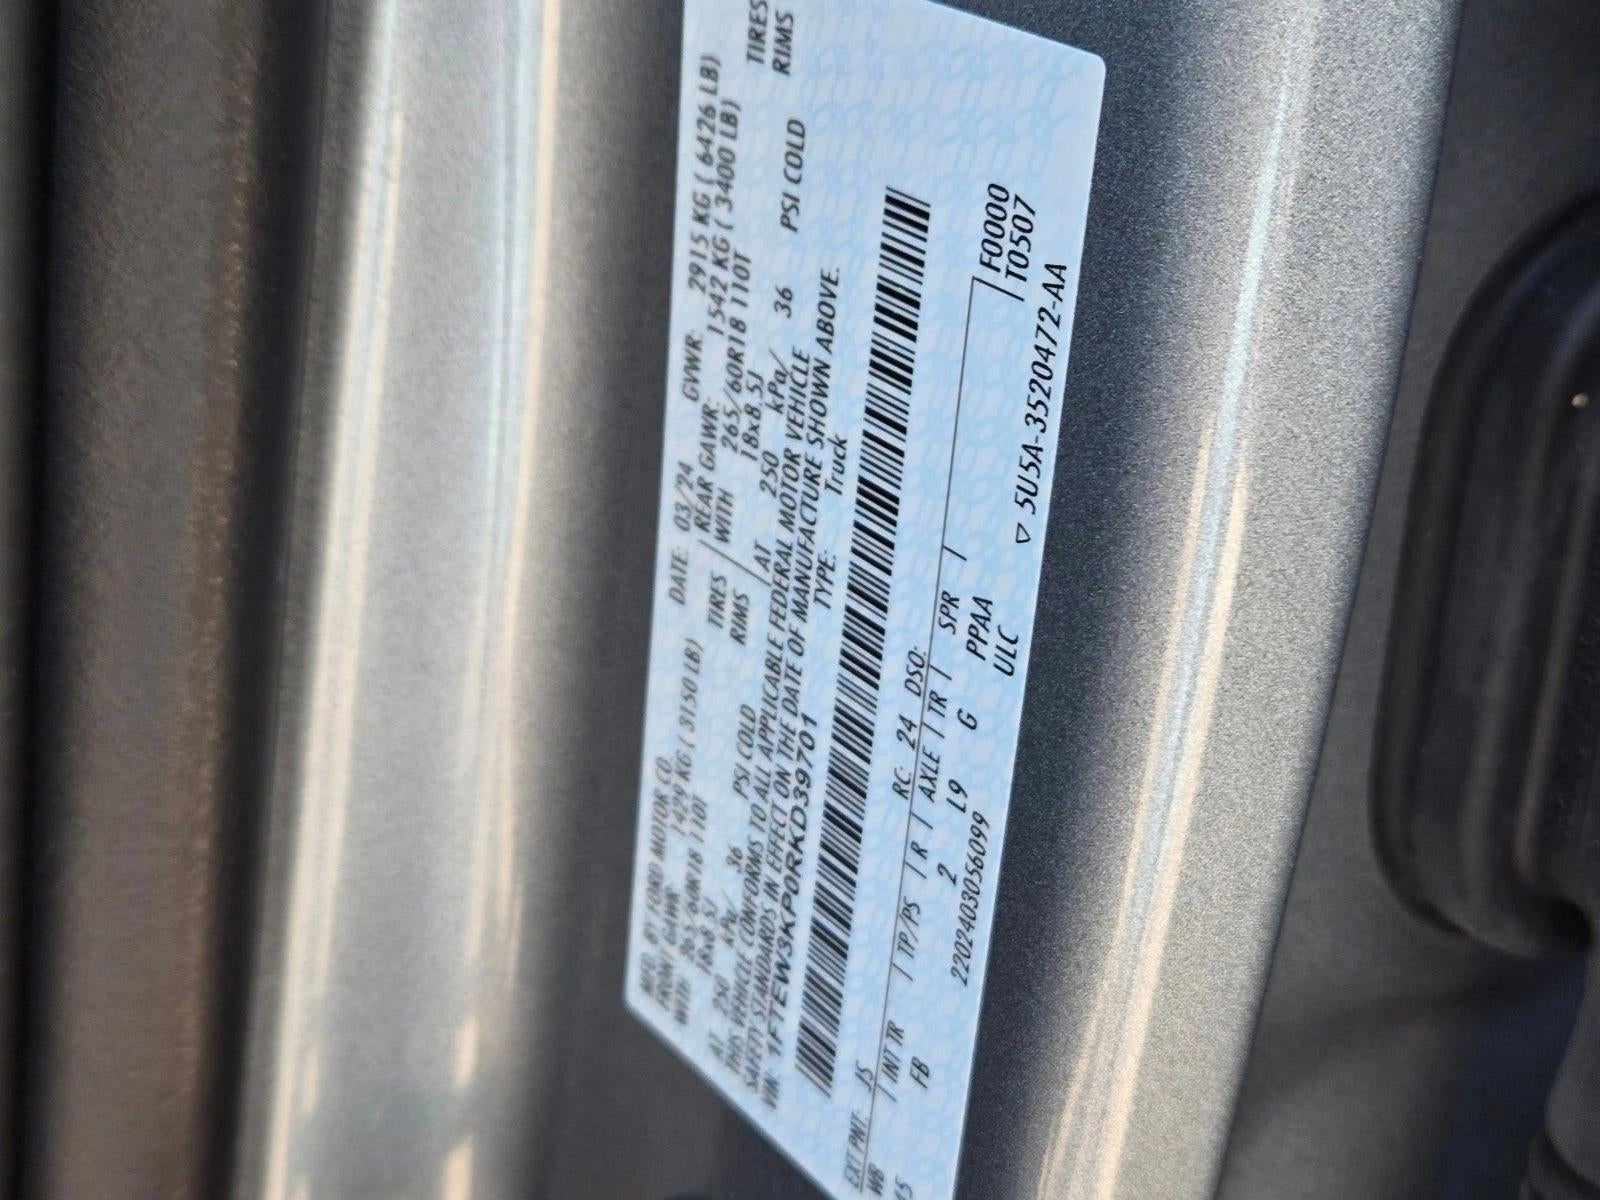 MFD. BY FORD MOTOR CO. DATE: 03/24 GVWR: 2915 KG ( 6426 LB)
FRONT GAWR: 1429 KG ( 3150 LB) REAR GAWR: 1542 KG ( 3400 LB)
WITH 265/60R18 110T TIRES WITH 265/60R18 110T TIRES
18x8.5J RIMS 18x8.5J RIMS
AT 250 kPa/ 36 PSI COLD AT 250 kPa/ 36 PSI COLD
THIS VEHICLE CONFORMS TO ALL APPLICABLE FEDERAL MOTOR VEHICLE
SAFETY STANDARDS IN EFFECT ON THE DATE OF MANUFACTURE SHOWN ABOVE.
VIN: 1FTEW3KP0RKD39701 TYPE: Truck
EXT PNT: JS RC: 24 DSO: F0000
WB | INT TR | TP/PS | R | AXLE | TR | SPR | T0507
45 FB 2 L9 G PPAA
2202403056099 ULC ▽ 5U5A-3520472-AA